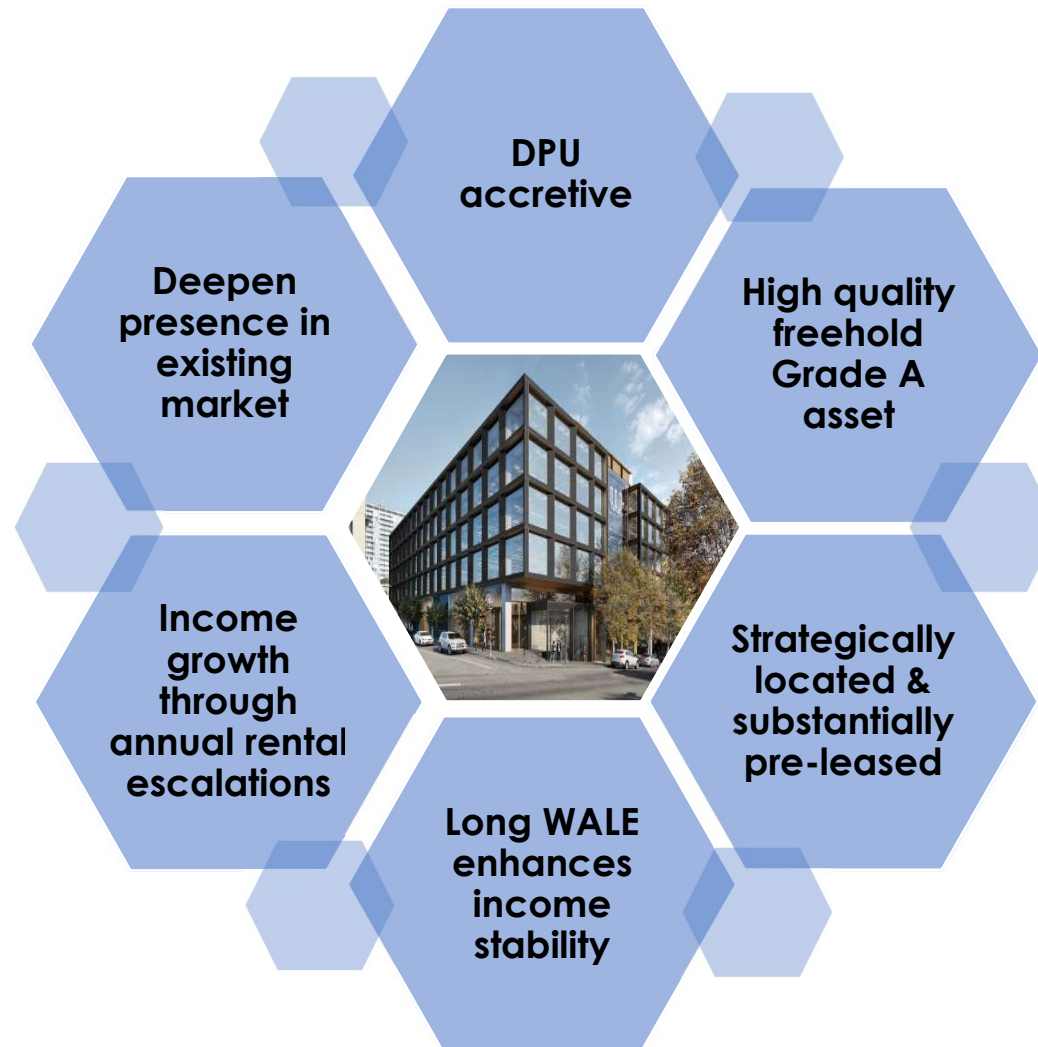 DPU
accretive
High quality
freehold
Grade A
asset
Strategically
located &
substantially
pre-leased
Long WALE
enhances
income
stability
Income
growth
through
annual rental
escalations
Deepen
presence in
existing
market